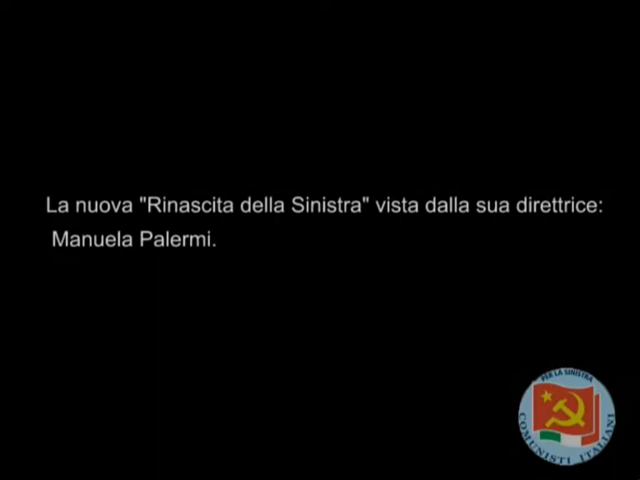 La nuova "Rinascita della Sinistra" vista dalla sua direttrice:
Manuela Palermi.
PER LA SINISTRA
COMUNISTI ITALIANI